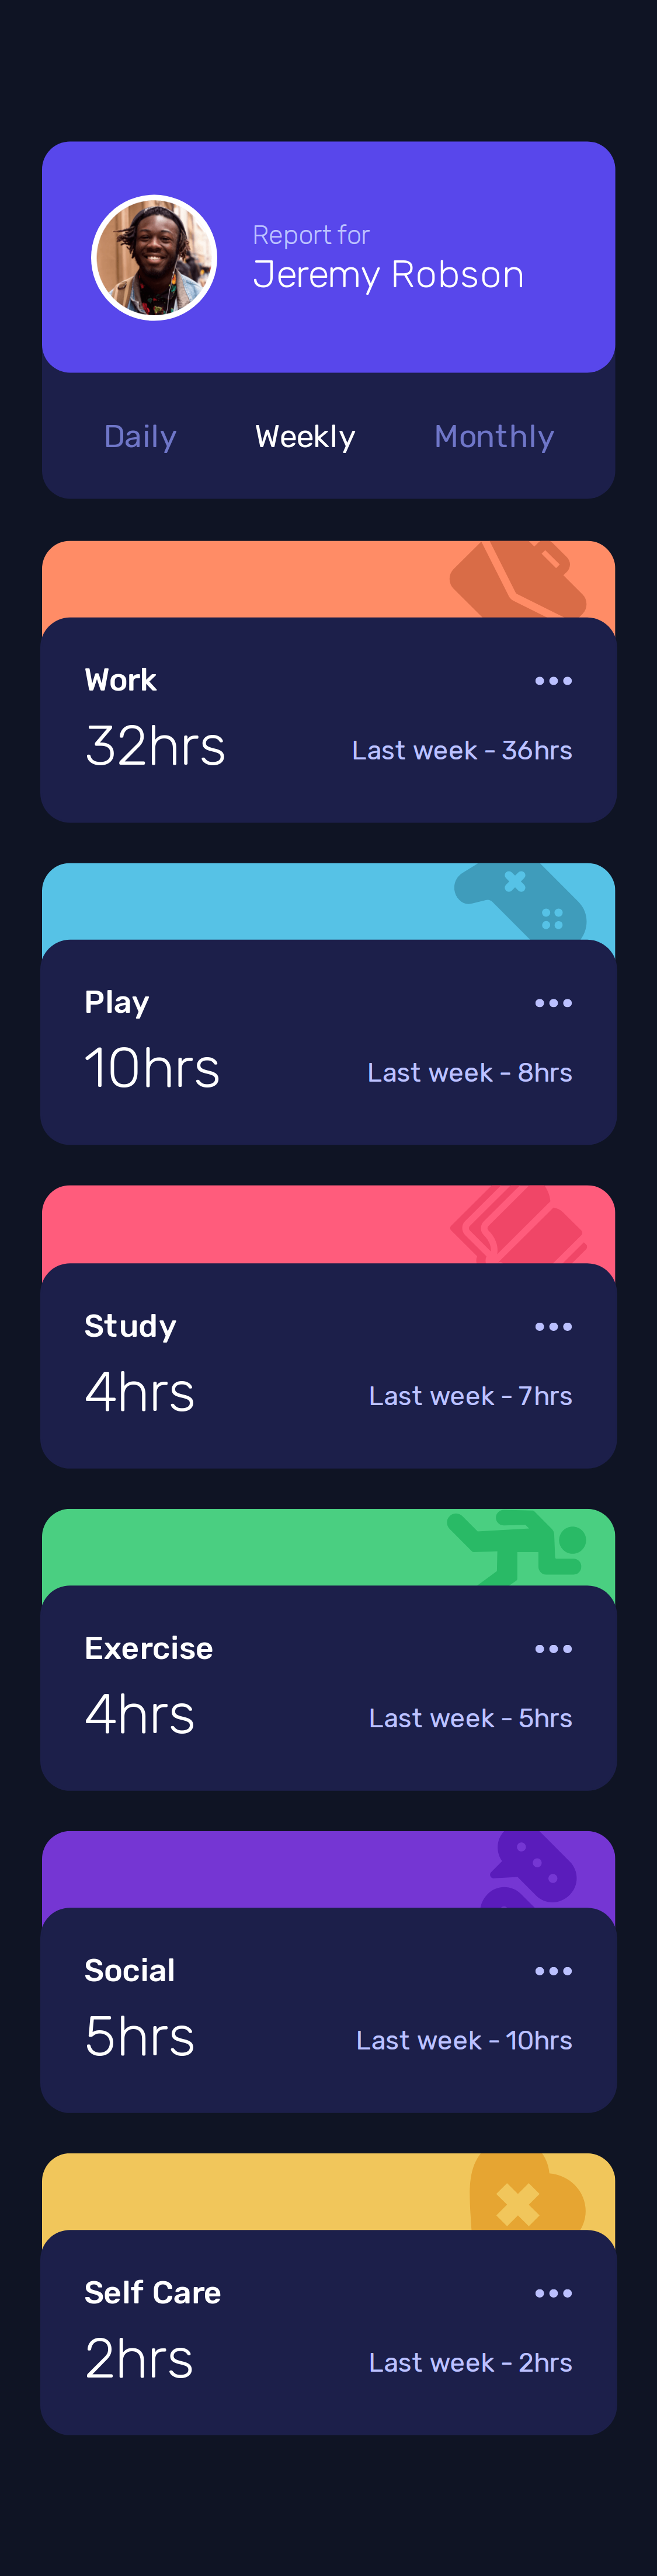 Report for
Jeremy Robson
Daily Weekly Monthly
Work
32hrs Last week - 36hrs
Play
10hrs Last week - 8hrs
Study
4hrs Last week - 7hrs
Exercise
4hrs Last week - 5hrs
Social
5hrs Last week - 10hrs
Self Care
2hrs Last week - 2hrs